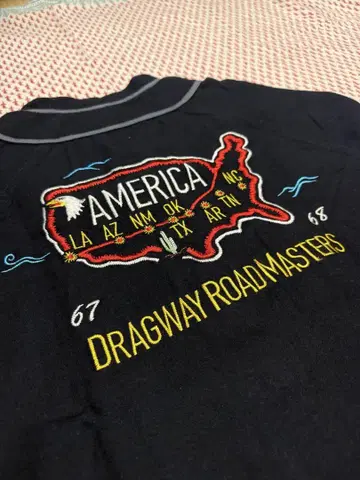 AMERICA
LA AZ NM OK TX AR TN NC
67 68
DRAGWAY ROADMASTERS